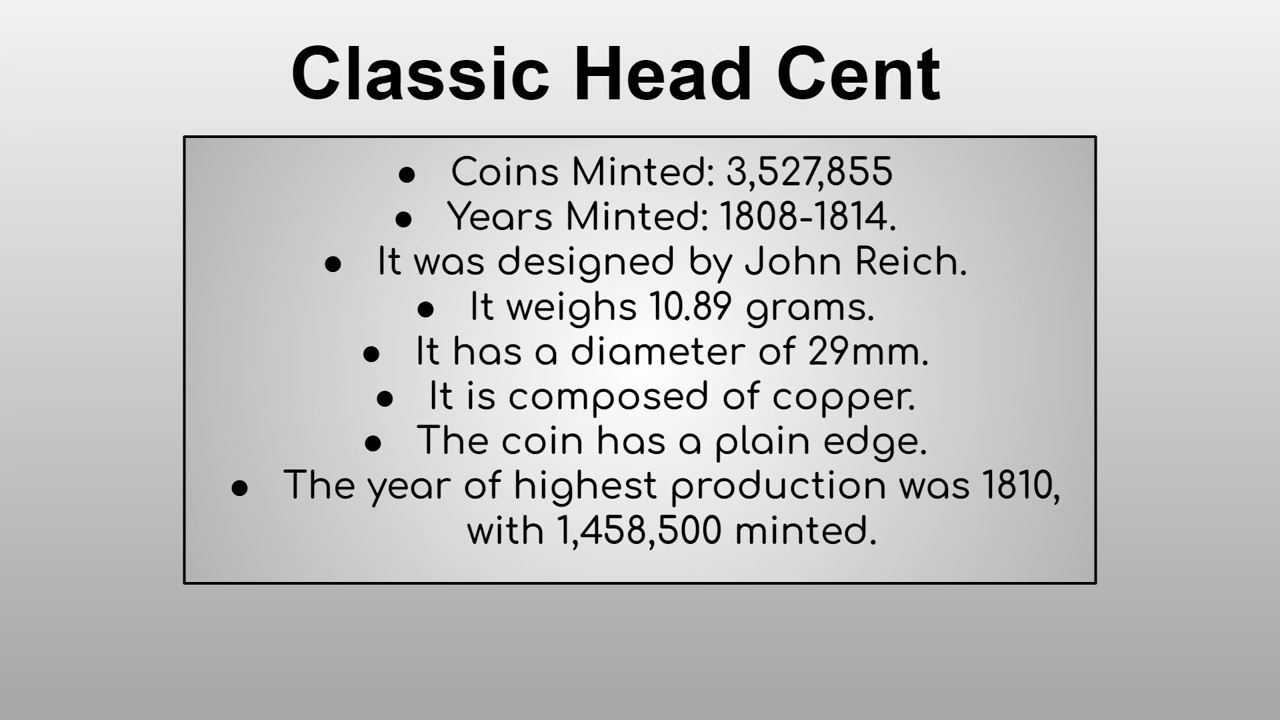 Classic Head Cent
● Coins Minted: 3,527,855
● Years Minted: 1808-1814.
● It was designed by John Reich.
● It weighs 10.89 grams.
● It has a diameter of 29mm.
● It is composed of copper.
● The coin has a plain edge.
● The year of highest production was 1810,
with 1,458,500 minted.